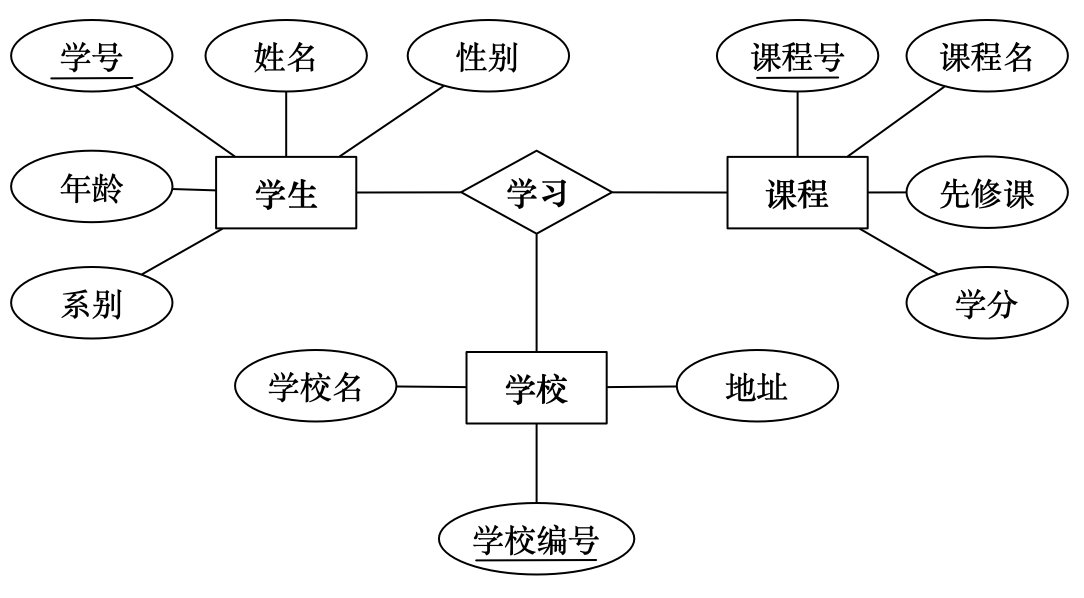 学号
姓名
性别
课程号
课程名
年龄
学生
学习
课程
先修课
系别
学分
学校名
学校
地址
学校编号